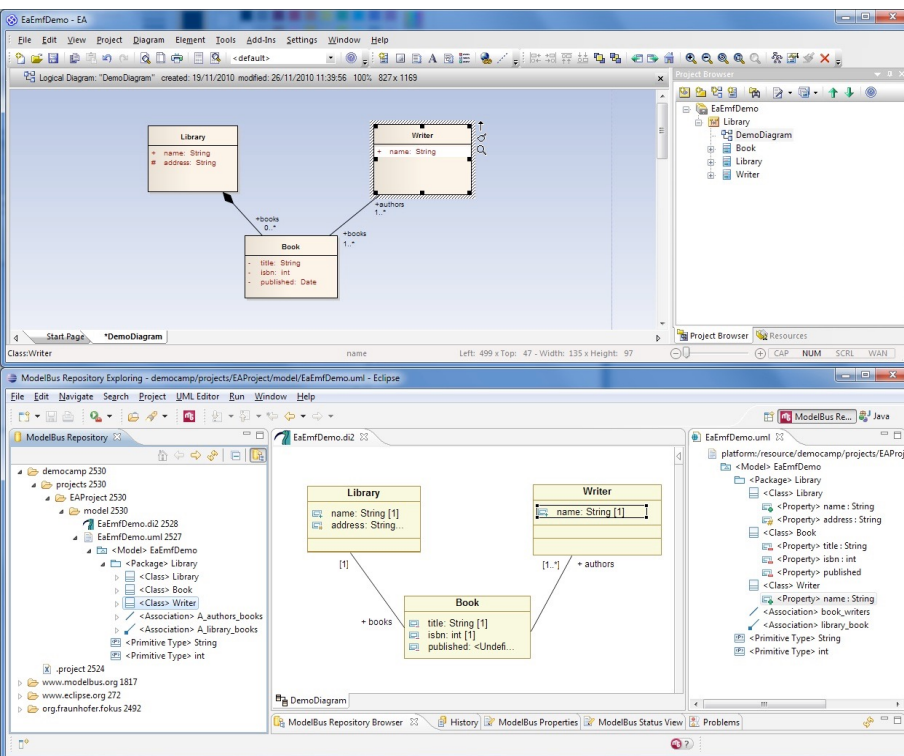 EaEmfDemo - EA
File Edit View Project Diagram Element Tools Add-Ins Settings Window Help
<default>
Logical Diagram: "DemoDiagram" created: 19/11/2010 modified: 26/11/2010 11:39:56 100% 827 x 1169
Project Browser
EaEmfDemo
Library
DemoDiagram
Book
Library
Writer
Library
+ name: String
# address: String
Writer
+ name: String
+authors
1..*
+books
0..*
+books
1..*
Book
- title: String
- isbn: int
- published: Date
Start Page *DemoDiagram
Project Browser Resources
Class:Writer name Left: 499 x Top: 47 - Width: 135 x Height: 97 CAP NUM SCRL WAN
ModelBus Repository Exploring - democamp/projects/EAProject/model/EaEmfDemo.uml - Eclipse
File Edit Navigate Search Project UML Editor Run Window Help
ModelBus Re... Java
ModelBus Repository
democamp 2530
projects 2530
EAProject 2530
model 2530
EaEmfDemo.di2 2528
EaEmfDemo.uml 2527
<Model> EaEmfDemo
<Package> Library
<Class> Library
<Class> Book
<Class> Writer
<Association> A_authors_books
<Association> A_library_books
<Primitive Type> String
<Primitive Type> int
.project 2524
www.modelbus.org 1817
www.eclipse.org 272
org.fraunhofer.fokus 2492
EaEmfDemo.di2
Library
name: String [1]
address: String...
[1]
Writer
name: String [1]
[1..*] + authors
+ books
Book
title: String [1]
isbn: int [1]
published: <Undefi...
DemoDiagram
EaEmfDemo.uml
platform:/resource/democamp/projects/EAProj
<Model> EaEmfDemo
<Package> Library
<Class> Library
<Property> name : String
<Property> address : String
<Class> Book
<Property> title : String
<Property> isbn : int
<Property> published
<Class> Writer
<Property> name : String
<Association> book_writers
<Association> library_book
<Primitive Type> String
<Primitive Type> int
ModelBus Repository Browser History ModelBus Properties ModelBus Status View Problems